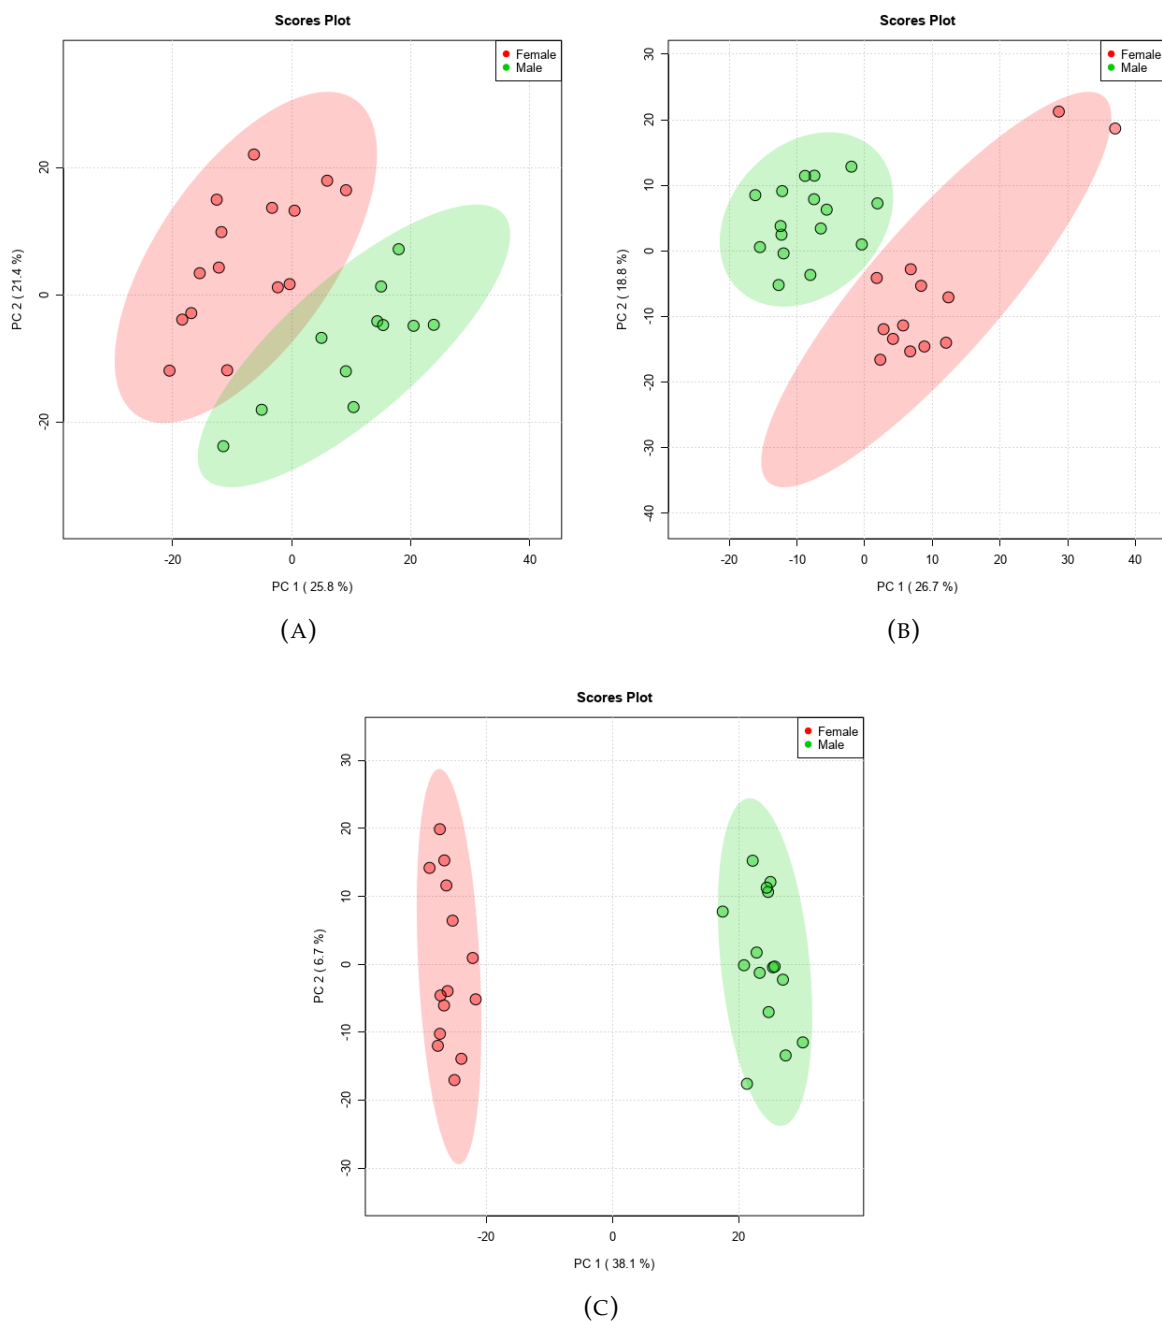 Scores Plot
Female
Male
20
0
-20
PC 2 ( 21.4 %)
-20 0 20 40
PC 1 ( 25.8 %)
(A)
Scores Plot
Female
Male
30
20
10
0
-10
-20
-30
-40
PC 2 ( 18.8 %)
-20 -10 0 10 20 30 40
PC 1 ( 26.7 %)
(B)
Scores Plot
Female
Male
30
20
10
0
-10
-20
-30
PC 2 ( 6.7 %)
-20 0 20
PC 1 ( 38.1 %)
(C)